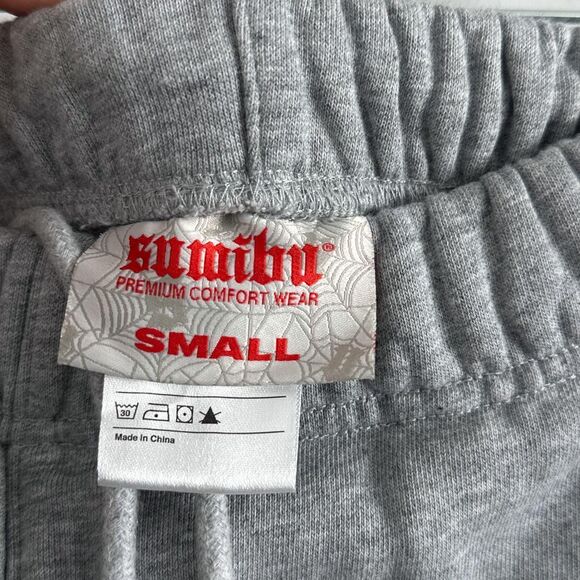 sumibu®
PREMIUM COMFORT WEAR
SMALL
30
Made in China